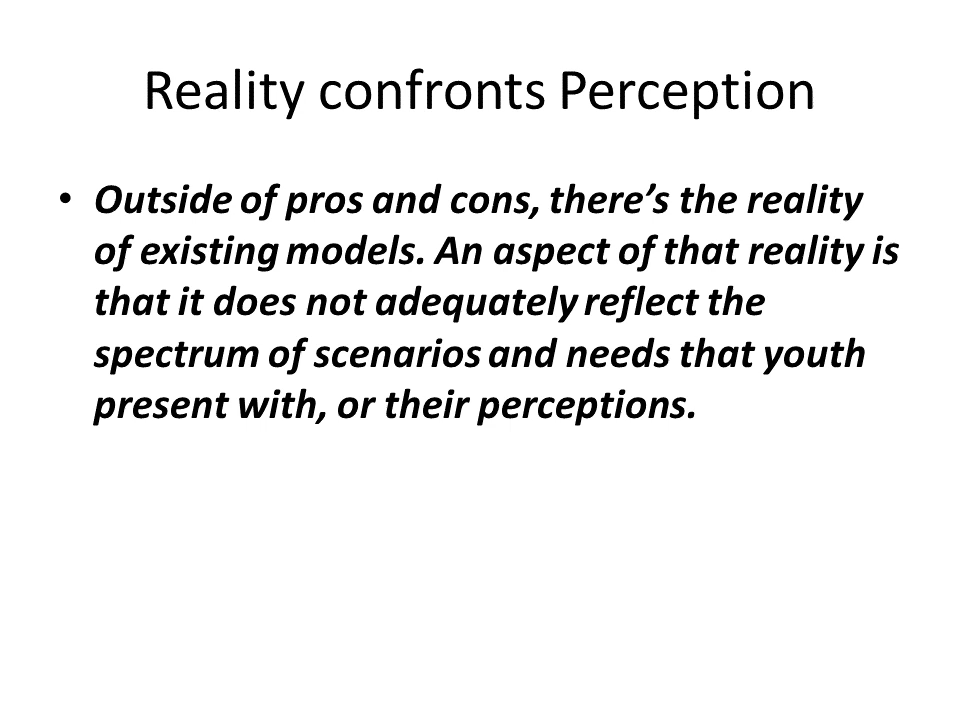 Reality confronts Perception
• Outside of pros and cons, there’s the reality
of existing models. An aspect of that reality is
that it does not adequately reflect the
spectrum of scenarios and needs that youth
present with, or their perceptions.